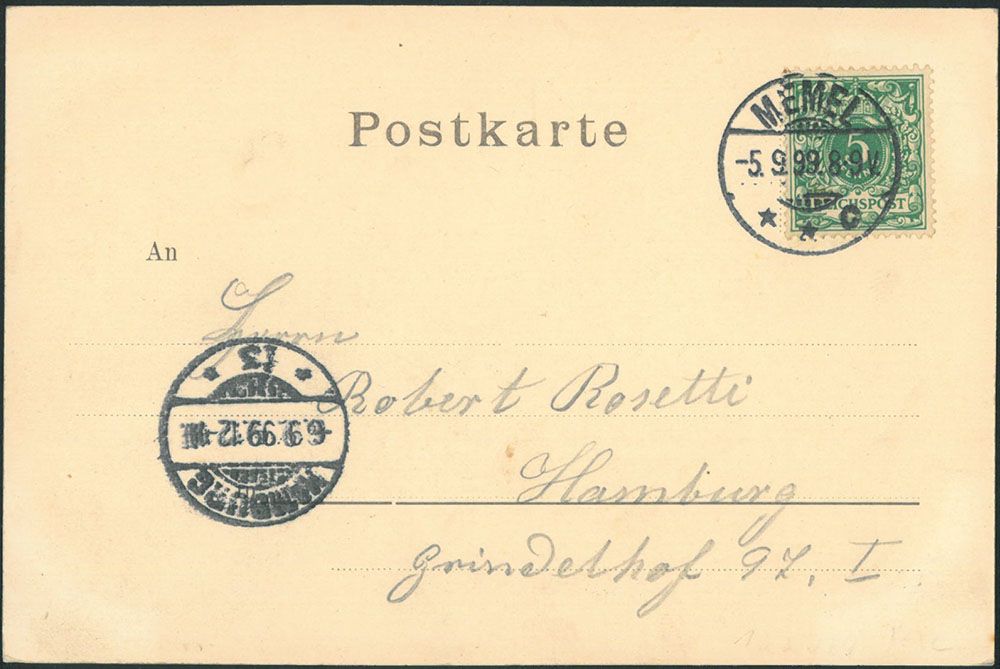 Postkarte
MEMEL
-5.9.99.8-9V.
* * c
5
REICHSPOST
An
Herrn
Robert Rosetti
Hamburg
Grindelhof 97, I
HAMBURG
-6.9.99.12-
* 13 *